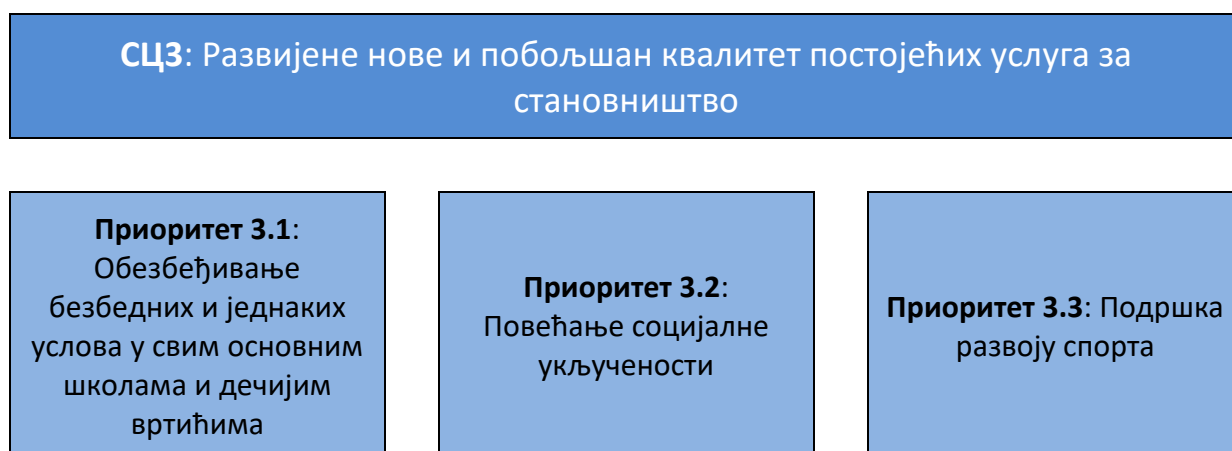 СЦ3: Развијене нове и побољшан квалитет постојећих услуга за
становништво
Приоритет 3.1:
Обезбеђивање
безбедних и једнаких
услова у свим основним
школама и дечијим
вртићима
Приоритет 3.2:
Повећање социјалне
укључености
Приоритет 3.3: Подршка
развоју спорта